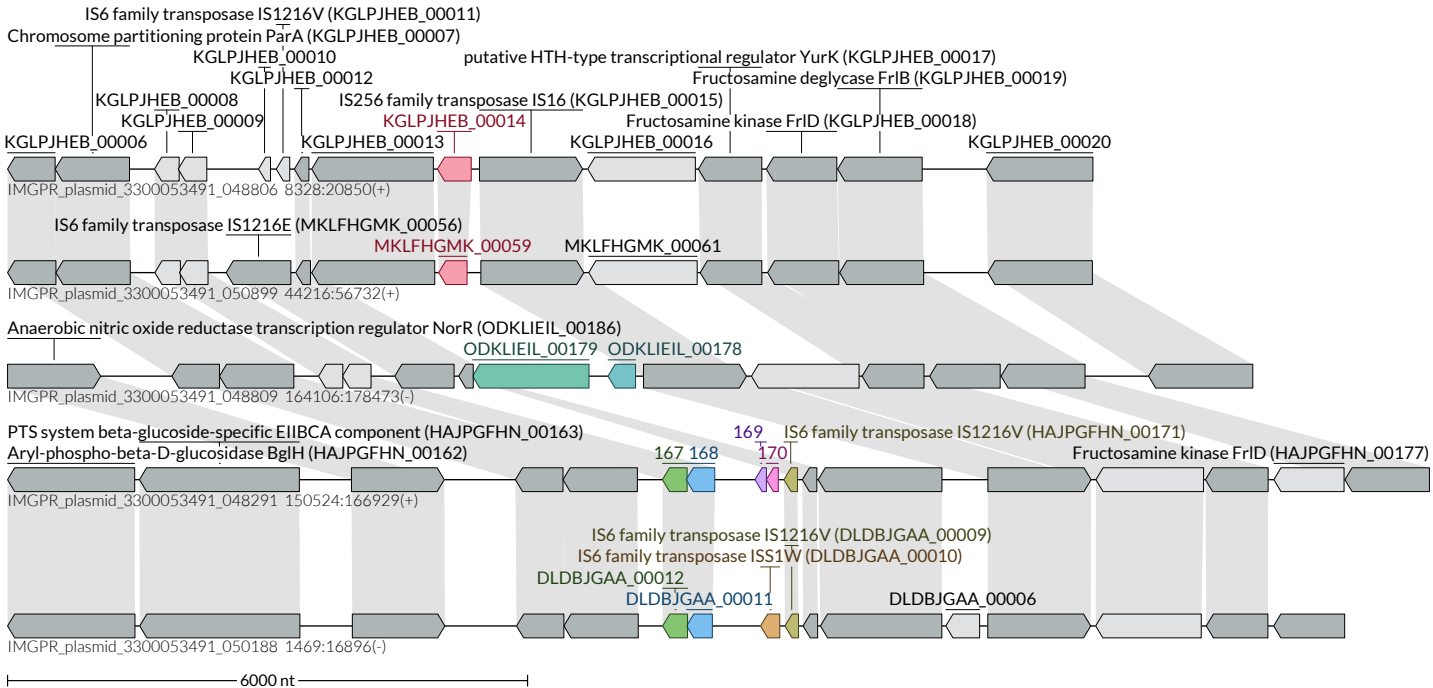 IS6 family transposase IS1216V (KGLPJHEB_00011)
Chromosome partitioning protein ParA (KGLPJHEB_00007)
KGLPJHEB_00010
putative HTH-type transcriptional regulator YurK (KGLPJHEB_00017)
KGLPJHEB_00012
Fructosamine deglycase FrlB (KGLPJHEB_00019)
KGLPJHEB_00008
IS256 family transposase IS16 (KGLPJHEB_00015)
KGLPJHEB_00009
KGLPJHEB_00014
Fructosamine kinase FrlD (KGLPJHEB_00018)
KGLPJHEB_00006
KGLPJHEB_00013
KGLPJHEB_00016
KGLPJHEB_00020
IMGPR_plasmid_3300053491_048806 8328:20850(+)
IS6 family transposase IS1216E (MKLFHGMK_00056)
MKLFHGMK_00059
MKLFHGMK_00061
IMGPR_plasmid_3300053491_050899 44216:56732(+)
Anaerobic nitric oxide reductase transcription regulator NorR (ODKLIEIL_00186)
ODKLIEIL_00179
ODKLIEIL_00178
IMGPR_plasmid_3300053491_048809 164106:178473(-)
PTS system beta-glucoside-specific EIIBCA component (HAJPGFHN_00163)
169
IS6 family transposase IS1216V (HAJPGFHN_00171)
Aryl-phospho-beta-D-glucosidase BglH (HAJPGFHN_00162)
167
168
170
Fructosamine kinase FrlD (HAJPGFHN_00177)
IMGPR_plasmid_3300053491_048291 150524:166929(+)
IS6 family transposase IS1216V (DLDBJGAA_00009)
IS6 family transposase ISS1W (DLDBJGAA_00010)
DLDBJGAA_00012
DLDBJGAA_00011
DLDBJGAA_00006
IMGPR_plasmid_3300053491_050188 1469:16896(-)
6000 nt